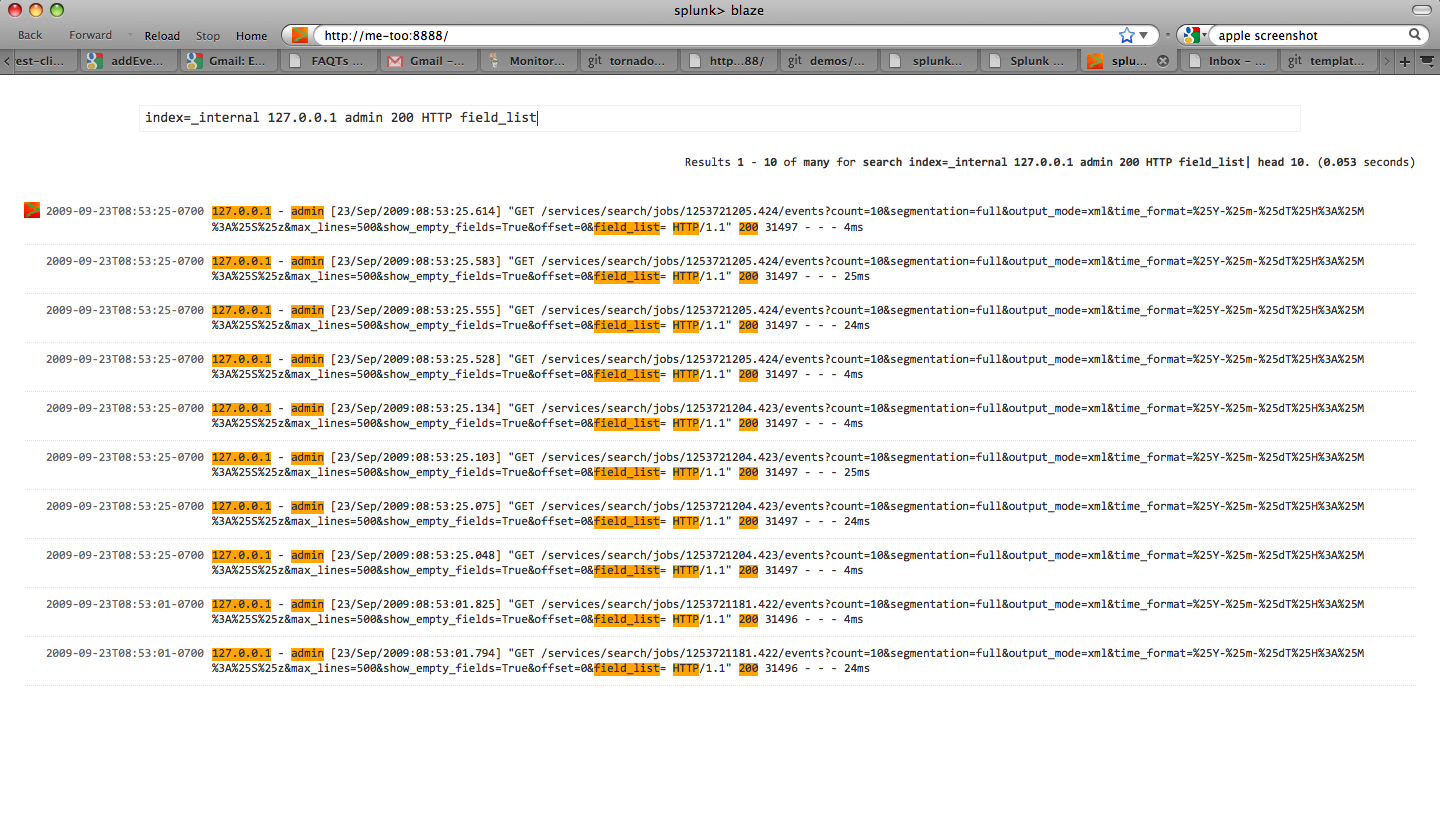 splunk> blaze
Back Forward Reload Stop Home http://me-too:8888/ apple screenshot
est-cli... addEve... Gmail: E... FAQTs ... Gmail -... Monitor... git tornado... http...88/ git demos/... splunk... Splunk ... splu... Inbox - ... git templat...
index=_internal 127.0.0.1 admin 200 HTTP field_list
Results 1 - 10 of many for search index=_internal 127.0.0.1 admin 200 HTTP field_list| head 10. (0.053 seconds)
2009-09-23T08:53:25-0700 127.0.0.1 - admin [23/Sep/2009:08:53:25.614] "GET /services/search/jobs/1253721205.424/events?count=10&segmentation=full&output_mode=xml&time_format=%25Y-%25m-%25dT%25H%3A%25M
%3A%25S%25z&max_lines=500&show_empty_fields=True&offset=0&field_list= HTTP/1.1" 200 31497 - - - 4ms
2009-09-23T08:53:25-0700 127.0.0.1 - admin [23/Sep/2009:08:53:25.583] "GET /services/search/jobs/1253721205.424/events?count=10&segmentation=full&output_mode=xml&time_format=%25Y-%25m-%25dT%25H%3A%25M
%3A%25S%25z&max_lines=500&show_empty_fields=True&offset=0&field_list= HTTP/1.1" 200 31497 - - - 25ms
2009-09-23T08:53:25-0700 127.0.0.1 - admin [23/Sep/2009:08:53:25.555] "GET /services/search/jobs/1253721205.424/events?count=10&segmentation=full&output_mode=xml&time_format=%25Y-%25m-%25dT%25H%3A%25M
%3A%25S%25z&max_lines=500&show_empty_fields=True&offset=0&field_list= HTTP/1.1" 200 31497 - - - 24ms
2009-09-23T08:53:25-0700 127.0.0.1 - admin [23/Sep/2009:08:53:25.528] "GET /services/search/jobs/1253721205.424/events?count=10&segmentation=full&output_mode=xml&time_format=%25Y-%25m-%25dT%25H%3A%25M
%3A%25S%25z&max_lines=500&show_empty_fields=True&offset=0&field_list= HTTP/1.1" 200 31497 - - - 4ms
2009-09-23T08:53:25-0700 127.0.0.1 - admin [23/Sep/2009:08:53:25.134] "GET /services/search/jobs/1253721204.423/events?count=10&segmentation=full&output_mode=xml&time_format=%25Y-%25m-%25dT%25H%3A%25M
%3A%25S%25z&max_lines=500&show_empty_fields=True&offset=0&field_list= HTTP/1.1" 200 31497 - - - 4ms
2009-09-23T08:53:25-0700 127.0.0.1 - admin [23/Sep/2009:08:53:25.103] "GET /services/search/jobs/1253721204.423/events?count=10&segmentation=full&output_mode=xml&time_format=%25Y-%25m-%25dT%25H%3A%25M
%3A%25S%25z&max_lines=500&show_empty_fields=True&offset=0&field_list= HTTP/1.1" 200 31497 - - - 25ms
2009-09-23T08:53:25-0700 127.0.0.1 - admin [23/Sep/2009:08:53:25.075] "GET /services/search/jobs/1253721204.423/events?count=10&segmentation=full&output_mode=xml&time_format=%25Y-%25m-%25dT%25H%3A%25M
%3A%25S%25z&max_lines=500&show_empty_fields=True&offset=0&field_list= HTTP/1.1" 200 31497 - - - 24ms
2009-09-23T08:53:25-0700 127.0.0.1 - admin [23/Sep/2009:08:53:25.048] "GET /services/search/jobs/1253721204.423/events?count=10&segmentation=full&output_mode=xml&time_format=%25Y-%25m-%25dT%25H%3A%25M
%3A%25S%25z&max_lines=500&show_empty_fields=True&offset=0&field_list= HTTP/1.1" 200 31497 - - - 4ms
2009-09-23T08:53:01-0700 127.0.0.1 - admin [23/Sep/2009:08:53:01.825] "GET /services/search/jobs/1253721181.422/events?count=10&segmentation=full&output_mode=xml&time_format=%25Y-%25m-%25dT%25H%3A%25M
%3A%25S%25z&max_lines=500&show_empty_fields=True&offset=0&field_list= HTTP/1.1" 200 31496 - - - 4ms
2009-09-23T08:53:01-0700 127.0.0.1 - admin [23/Sep/2009:08:53:01.794] "GET /services/search/jobs/1253721181.422/events?count=10&segmentation=full&output_mode=xml&time_format=%25Y-%25m-%25dT%25H%3A%25M
%3A%25S%25z&max_lines=500&show_empty_fields=True&offset=0&field_list= HTTP/1.1" 200 31496 - - - 24ms